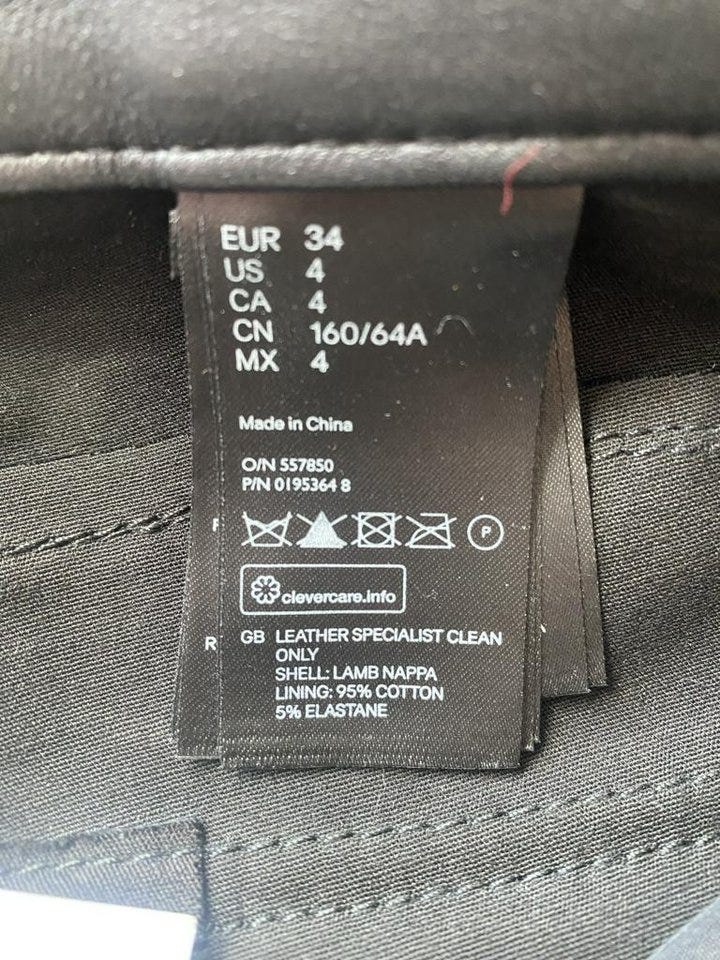 EUR 34
US 4
CA 4
CN 160/64A
MX 4
Made in China
O/N 557850
P/N 0195364 8
P
clevercare.info
GB LEATHER SPECIALIST CLEAN
ONLY
SHELL: LAMB NAPPA
LINING: 95% COTTON
5% ELASTANE